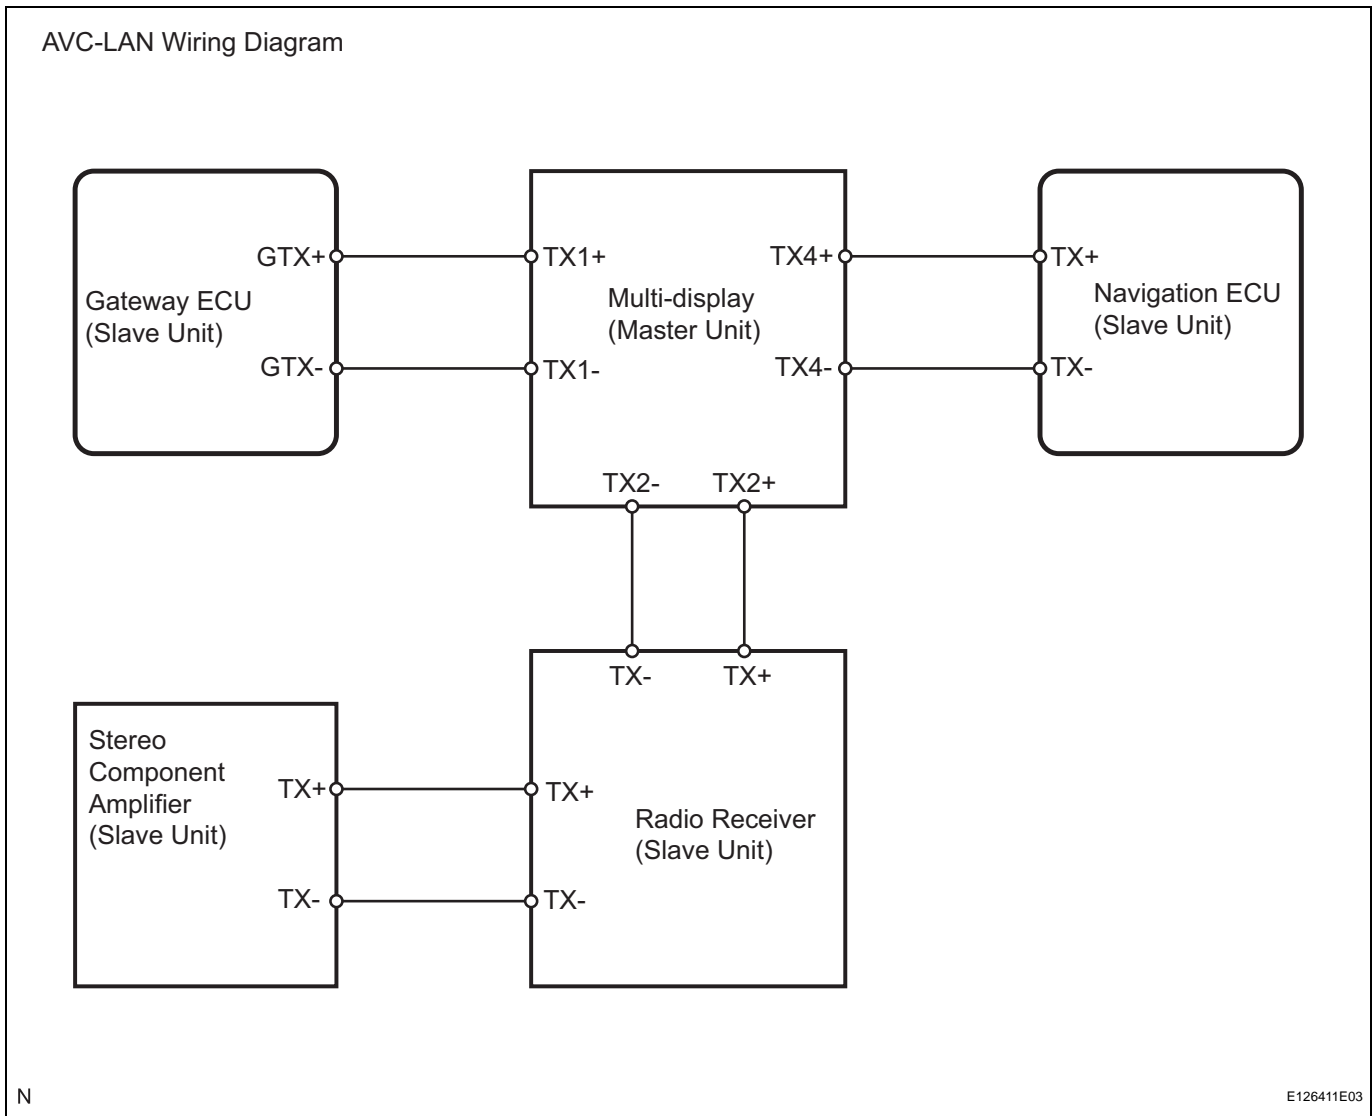 AVC-LAN Wiring Diagram
Gateway ECU
(Slave Unit)
GTX+
GTX-
TX1+
TX1-
Multi-display
(Master Unit)
TX4+
TX4-
TX2-
TX2+
TX+
TX-
Navigation ECU
(Slave Unit)
Stereo
Component
Amplifier
(Slave Unit)
TX+
TX-
TX-
TX+
TX+
TX-
Radio Receiver
(Slave Unit)
N
E126411E03